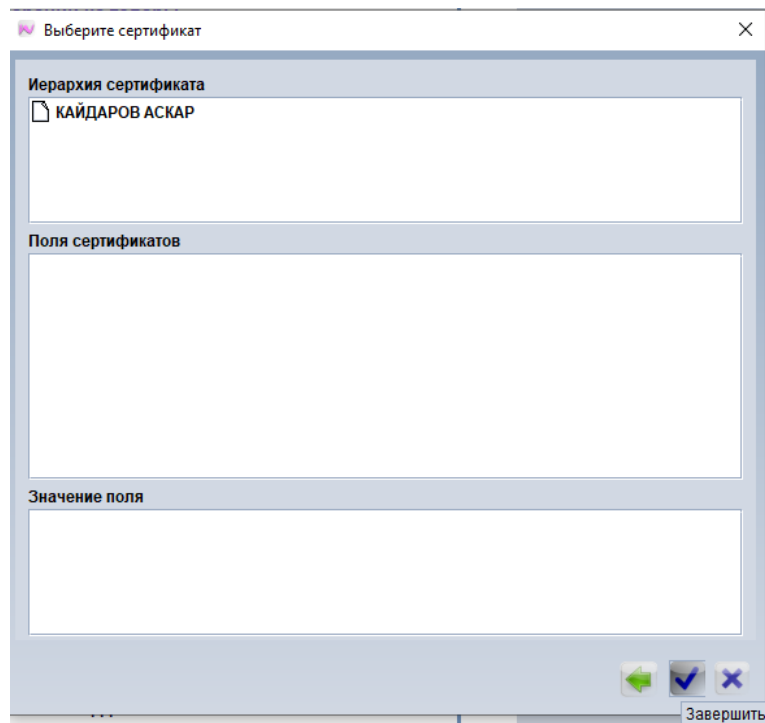 Выберите сертификат
Иерархия сертификата
КАЙДАРОВ АСКАР
Поля сертификатов
Значение поля
Завершить